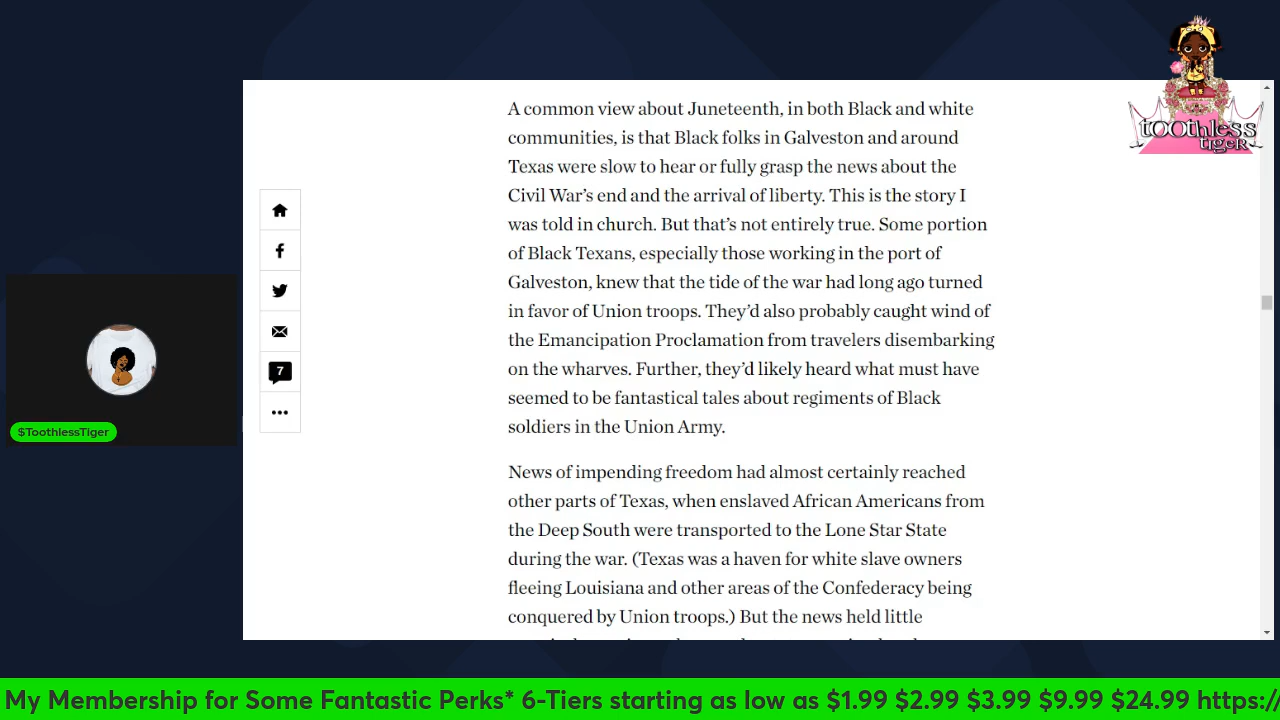 toothless
tiger
A common view about Juneteenth, in both Black and white
communities, is that Black folks in Galveston and around
Texas were slow to hear or fully grasp the news about the
Civil War’s end and the arrival of liberty. This is the story I
was told in church. But that’s not entirely true. Some portion
of Black Texans, especially those working in the port of
Galveston, knew that the tide of the war had long ago turned
in favor of Union troops. They’d also probably caught wind of
the Emancipation Proclamation from travelers disembarking
on the wharves. Further, they’d likely heard what must have
seemed to be fantastical tales about regiments of Black
soldiers in the Union Army.
7
$ToothlessTiger
News of impending freedom had almost certainly reached
other parts of Texas, when enslaved African Americans from
the Deep South were transported to the Lone Star State
during the war. (Texas was a haven for white slave owners
fleeing Louisiana and other areas of the Confederacy being
conquered by Union troops.) But the news held little
My Membership for Some Fantastic Perks* 6-Tiers starting as low as $1.99 $2.99 $3.99 $9.99 $24.99 https://